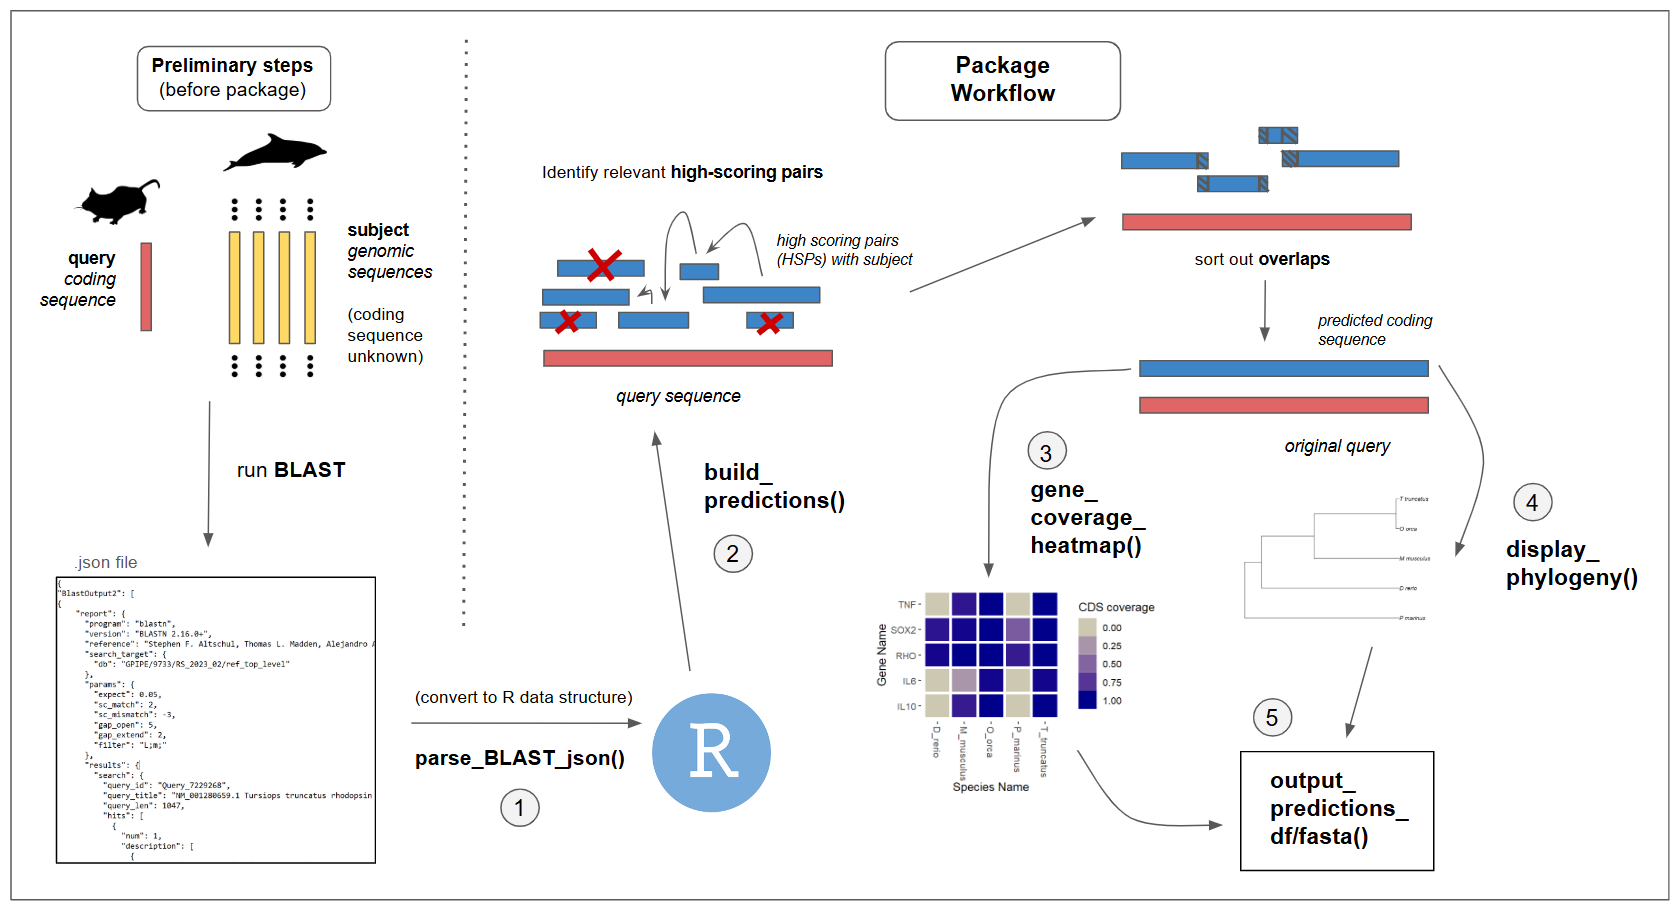 Preliminary steps
(before package)
query
coding
sequence
subject
genomic
sequences
(coding
sequence
unknown)
run BLAST
.json file
{
"BlastOutput2": [
{
"report": {
"program": "blastn",
"version": "BLASTN 2.16.0+",
"reference": "Stephen F. Altschul, Thomas L. Madden, Alejandro A
"search_target": {
"db": "GPIPE/9733/RS_2023_02/ref_top_level"
},
"params": {
"expect": 0.05,
"sc_match": 2,
"sc_mismatch": -3,
"gap_open": 5,
"gap_extend": 2,
"filter": "L;m;"
},
"results": {
"search": {
"query_id": "Query_7229268",
"query_title": "NM_001280659.1 Tursiops truncatus rhodopsin
"query_len": 1047,
"hits": [
{
"num": 1,
"description": [
{
Package
Workflow
Identify relevant high-scoring pairs
high scoring pairs
(HSPs) with subject
query sequence
build_
predictions()
2
(convert to R data structure)
parse_BLAST_json()
1
R
sort out overlaps
predicted coding
sequence
original query
3
gene_
coverage_
heatmap()
Gene Name
TNF
SOX2
RHO
IL6
IL10
D_rerio
M_musculus
O_orca
P_marinus
T_truncatus
Species Name
CDS coverage
0.00
0.25
0.50
0.75
1.00
T truncatus
O orca
M musculus
D rerio
P marinus
4
display_
phylogeny()
5
output_
predictions_
df/fasta()